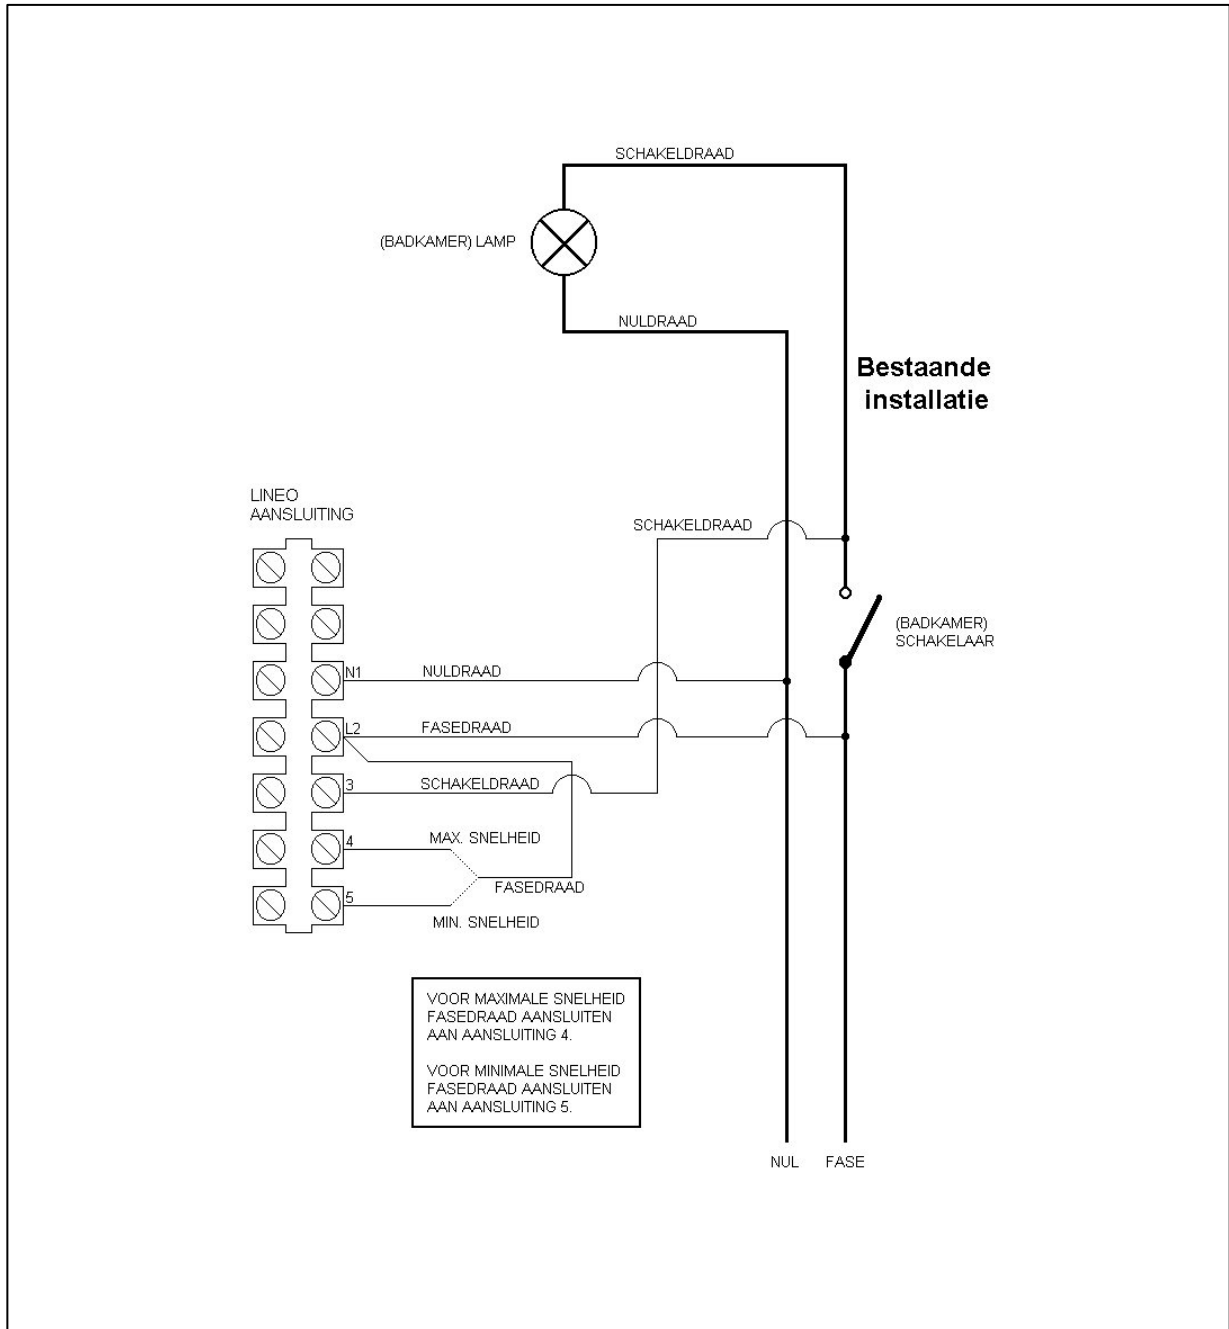 SCHAKELDRAAD
(BADKAMER) LAMP
NULDRAAD
Bestaande
installatie
LINEO
AANSLUITING
SCHAKELDRAAD
(BADKAMER)
SCHAKELAAR
N1
NULDRAAD
L2
FASEDRAAD
3
SCHAKELDRAAD
4
MAX. SNELHEID
FASEDRAAD
5
MIN. SNELHEID
VOOR MAXIMALE SNELHEID
FASEDRAAD AANSLUITEN
AAN AANSLUITING 4.
VOOR MINIMALE SNELHEID
FASEDRAAD AANSLUITEN
AAN AANSLUITING 5.
NUL
FASE